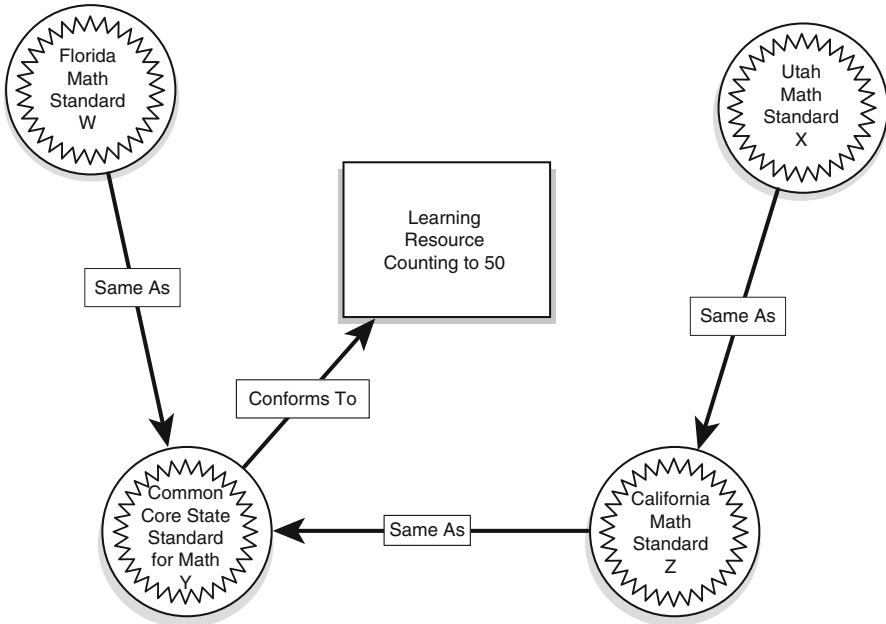 Florida
Math
Standard
W
Utah
Math
Standard
X
Learning
Resource
Counting to 50
Same As
Same As
Conforms To
Common
Core State
Standard
for Math
Y
Same As
California
Math
Standard
Z